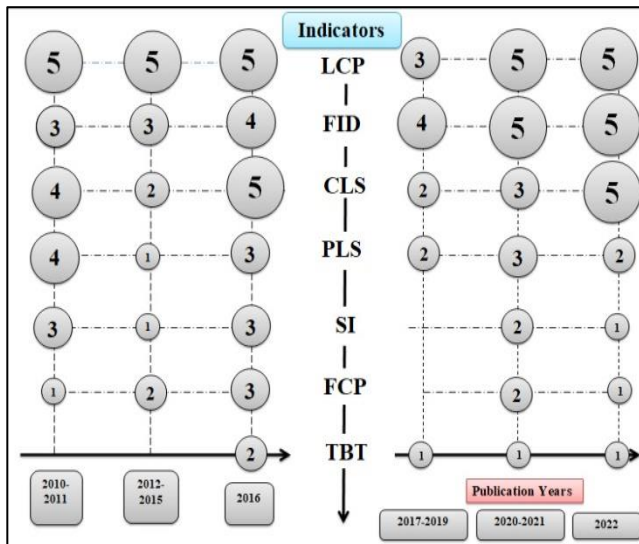 Indicators
5 5 5 LCP 3 5 5
3 3 4 FID 4 5 5
4 2 5 CLS 2 3 5
4 1 3 PLS 2 3 2
3 1 3 SI 2 1
1 2 3 FCP 2 1
2 TBT 1 1 1
2010-
2011
2012-
2015
2016
Publication Years
2017-2019 2020-2021 2022